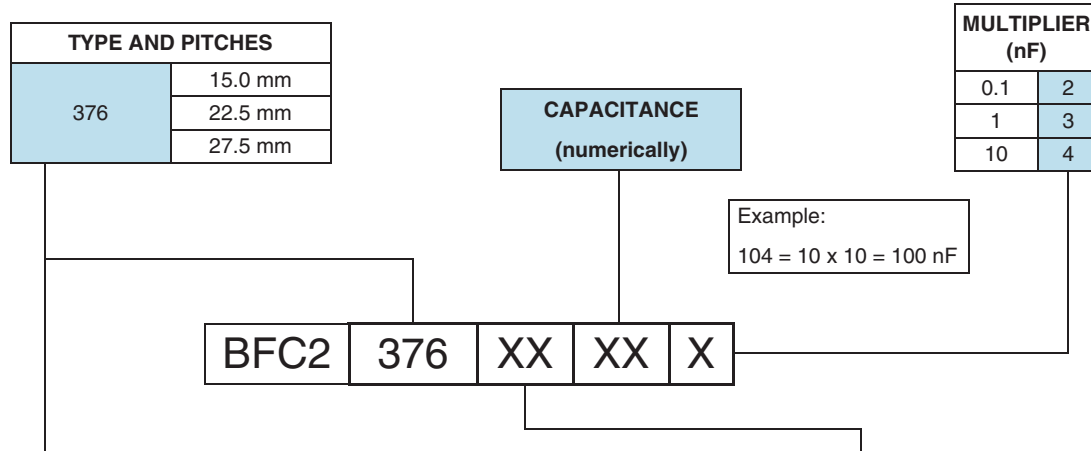 TYPE AND PITCHES
376
15.0 mm
22.5 mm
27.5 mm
CAPACITANCE
(numerically)
MULTIPLIER
(nF)
0.1 2
1 3
10 4
Example:
104 = 10 x 10 = 100 nF
BFC2 376 XX XX X